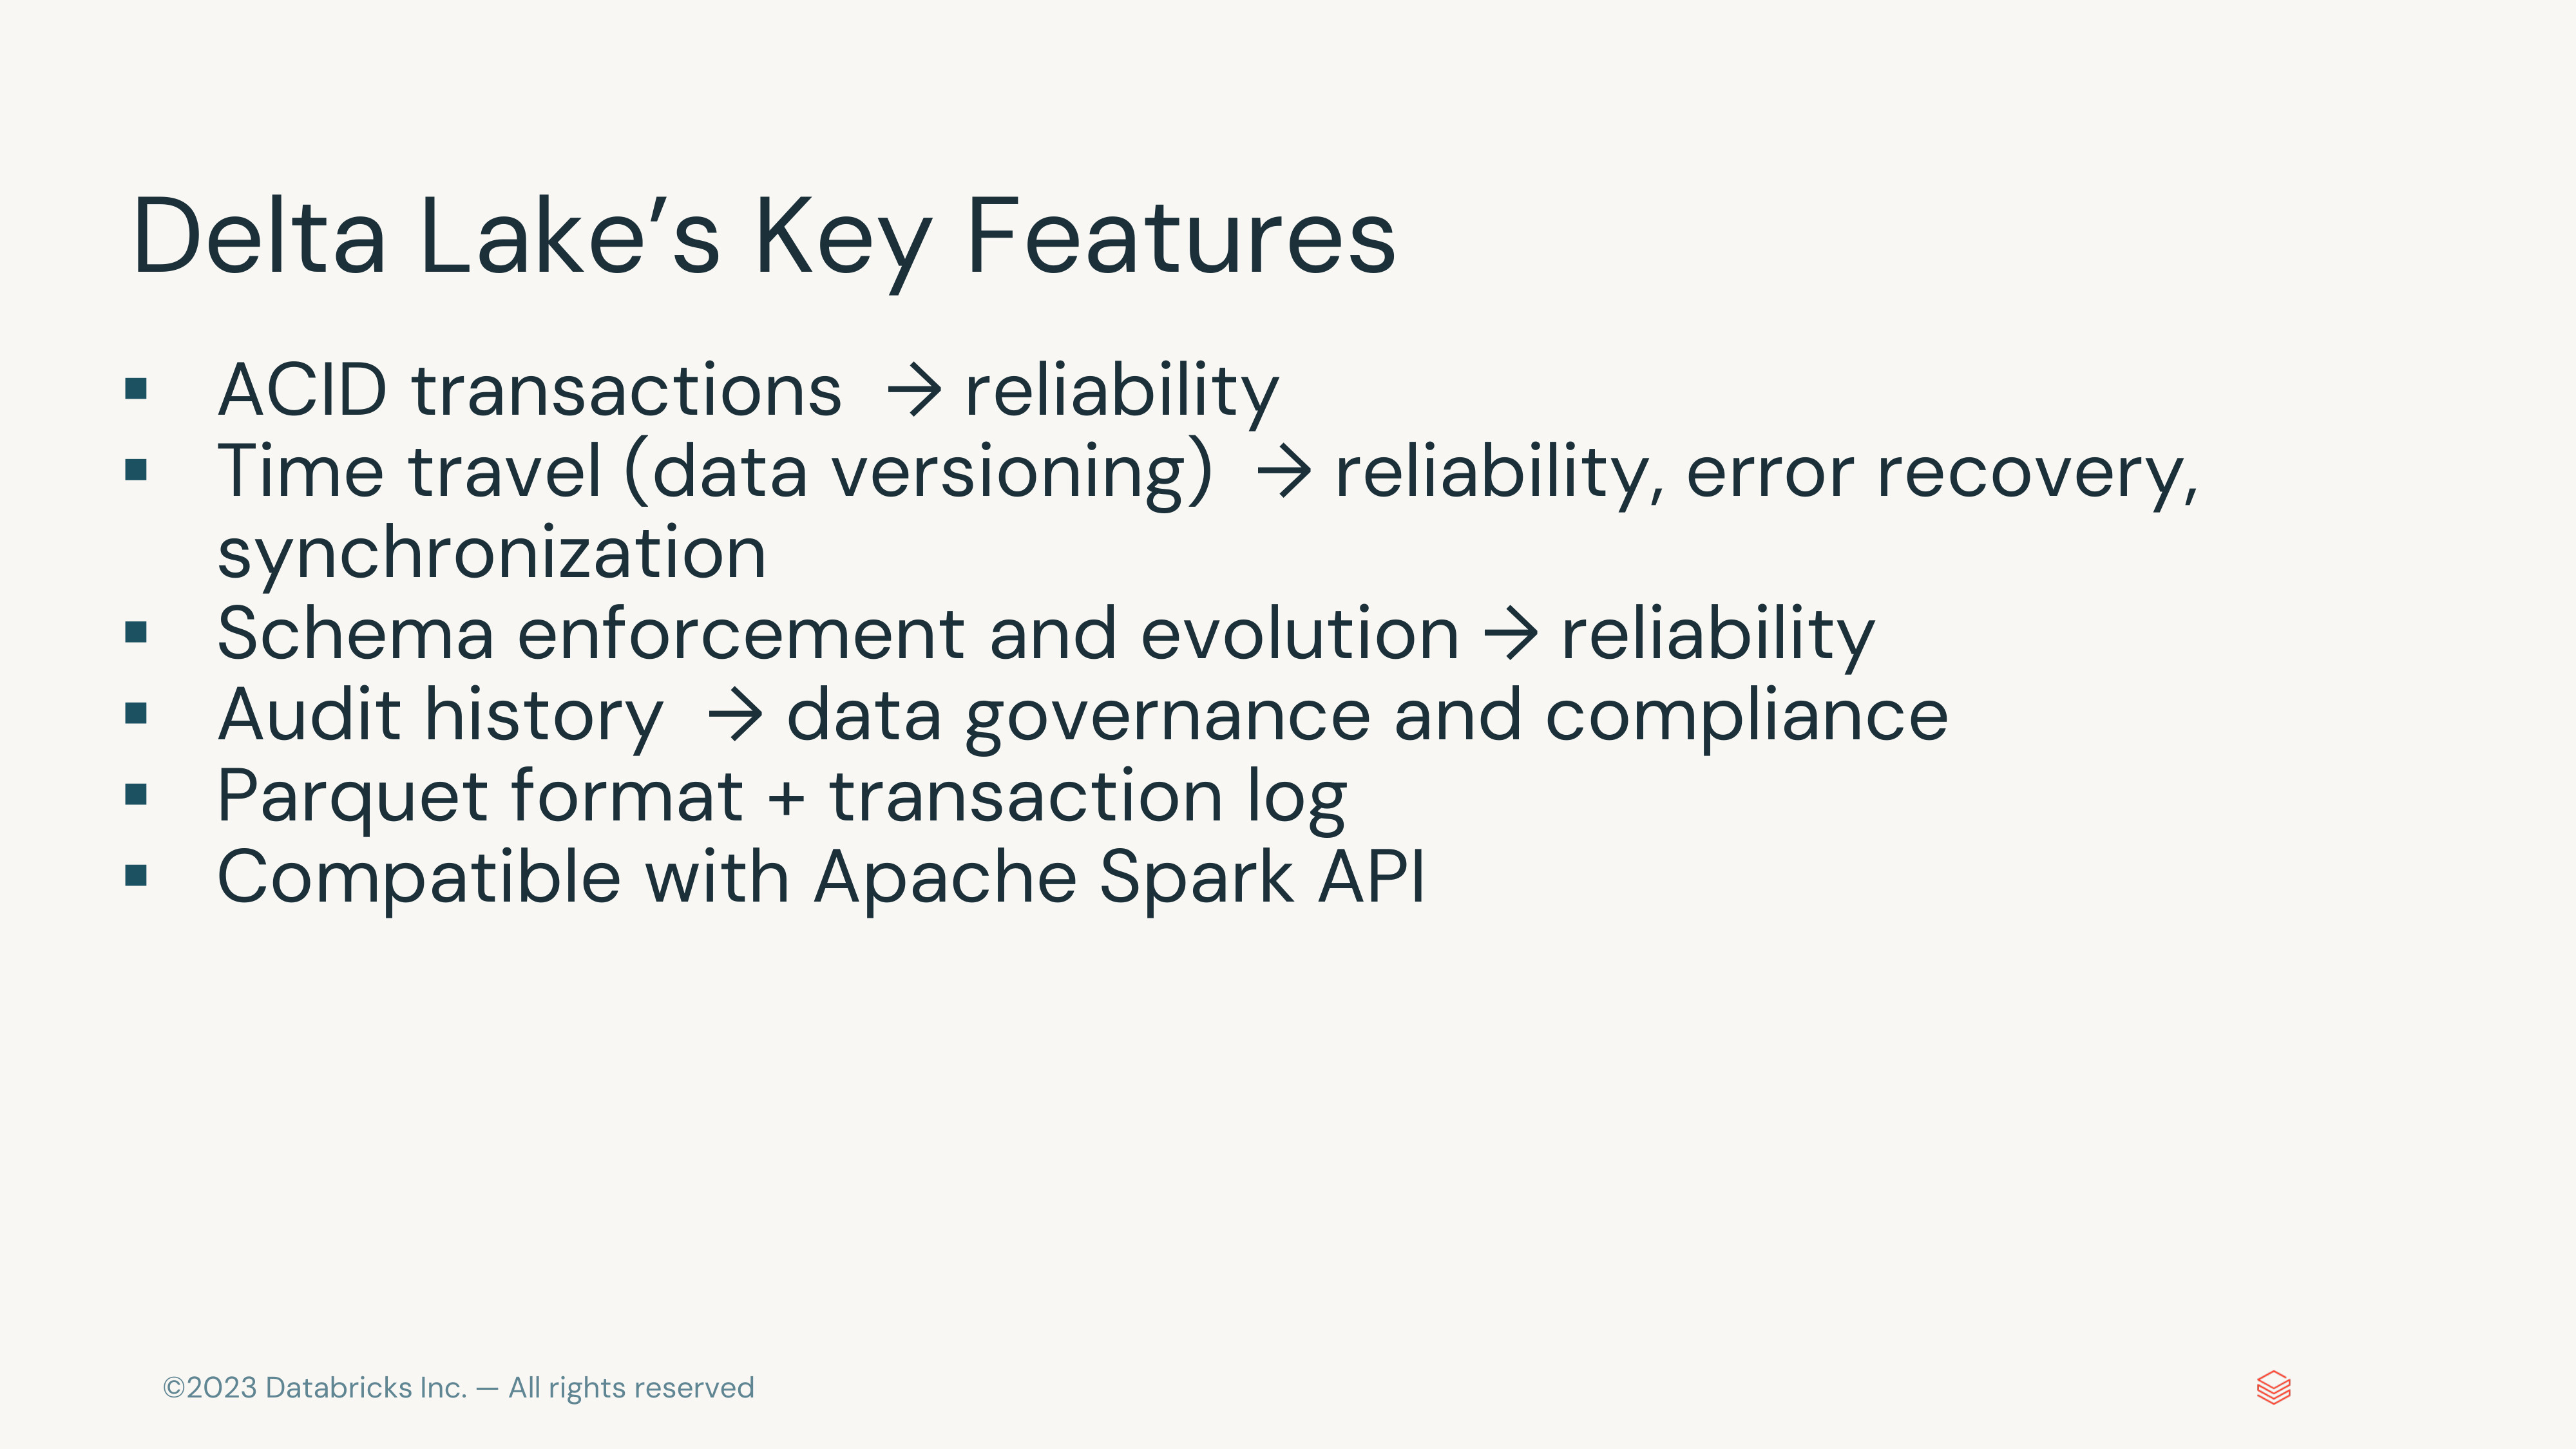 Delta Lake’s Key Features
▪ ACID transactions → reliability
▪ Time travel (data versioning) → reliability, error recovery,
synchronization
▪ Schema enforcement and evolution → reliability
▪ Audit history → data governance and compliance
▪ Parquet format + transaction log
▪ Compatible with Apache Spark API
©2023 Databricks Inc. — All rights reserved